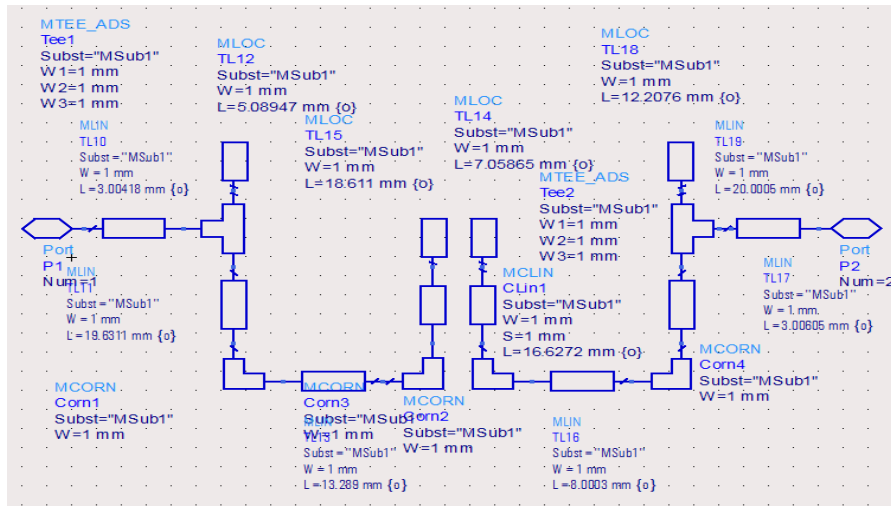 MTEE_ADS
Tee1
Subst="MSub1"
W1=1 mm
W2=1 mm
W3=1 mm
MLOC
TL12
Subst="MSub1"
W=1 mm
L=5.08947 mm {o}
MLOC
TL18
Subst="MSub1"
W=1 mm
L=12.2076 mm {o}
MLIN
TL10
Subst="MSub1"
W=1 mm
L=3.00418 mm {o}
MLOC
TL15
Subst="MSub1"
W=1 mm
L=18.611 mm {o}
MLOC
TL14
Subst="MSub1"
W=1 mm
L=7.05865 mm {o}
MLIN
TL19
Subst="MSub1"
W=1 mm
L=20.0005 mm {o}
MTEE_ADS
Tee2
Subst="MSub1"
W1=1 mm
W2=1 mm
W3=1 mm
Port
P1
Num=1
MLIN
TL11
Subst="MSub1"
W=1 mm
L=19.6311 mm {o}
MCLIN
CLin1
Subst="MSub1"
W=1 mm
S=1 mm
L=16.6272 mm {o}
MLIN
TL17
Subst="MSub1"
W=1 mm
L=3.00605 mm {o}
Port
P2
Num=2
MCORN
Corn1
Subst="MSub1"
W=1 mm
MCORN
Corn3
Subst="MSub1"
W=1 mm
MLIN
Subst="MSub1"
W=1 mm
L=13.289 mm {o}
MCORN
Corn2
Subst="MSub1"
W=1 mm
MLIN
TL16
Subst="MSub1"
W=1 mm
L=8.0003 mm {o}
MCORN
Corn4
Subst="MSub1"
W=1 mm